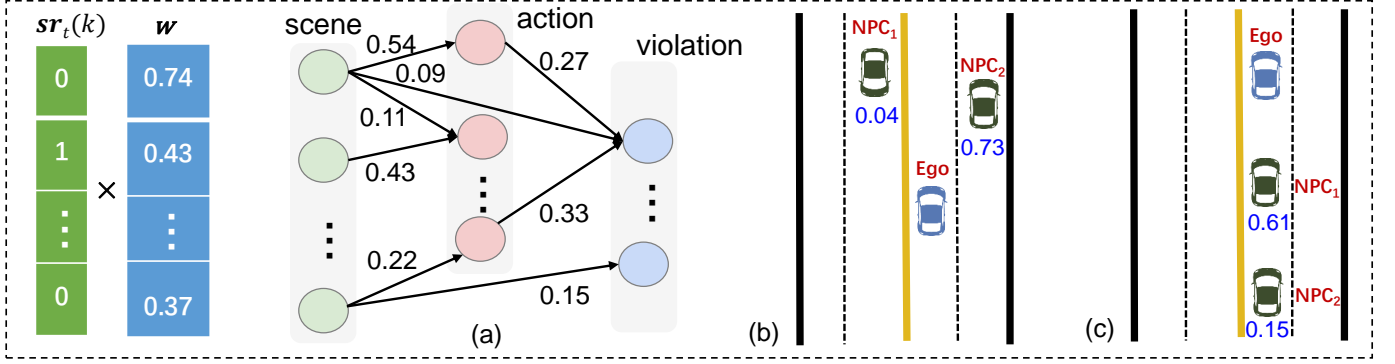 sr_t(k)
w
0
1
⋮
0
×
0.74
0.43
⋮
0.37
scene
action
violation
0.54
0.09
0.11
0.43
0.22
0.27
0.33
0.15
(a)
NPC₁
0.04
NPC₂
0.73
Ego
(b)
Ego
NPC₁
0.61
NPC₂
0.15
(c)